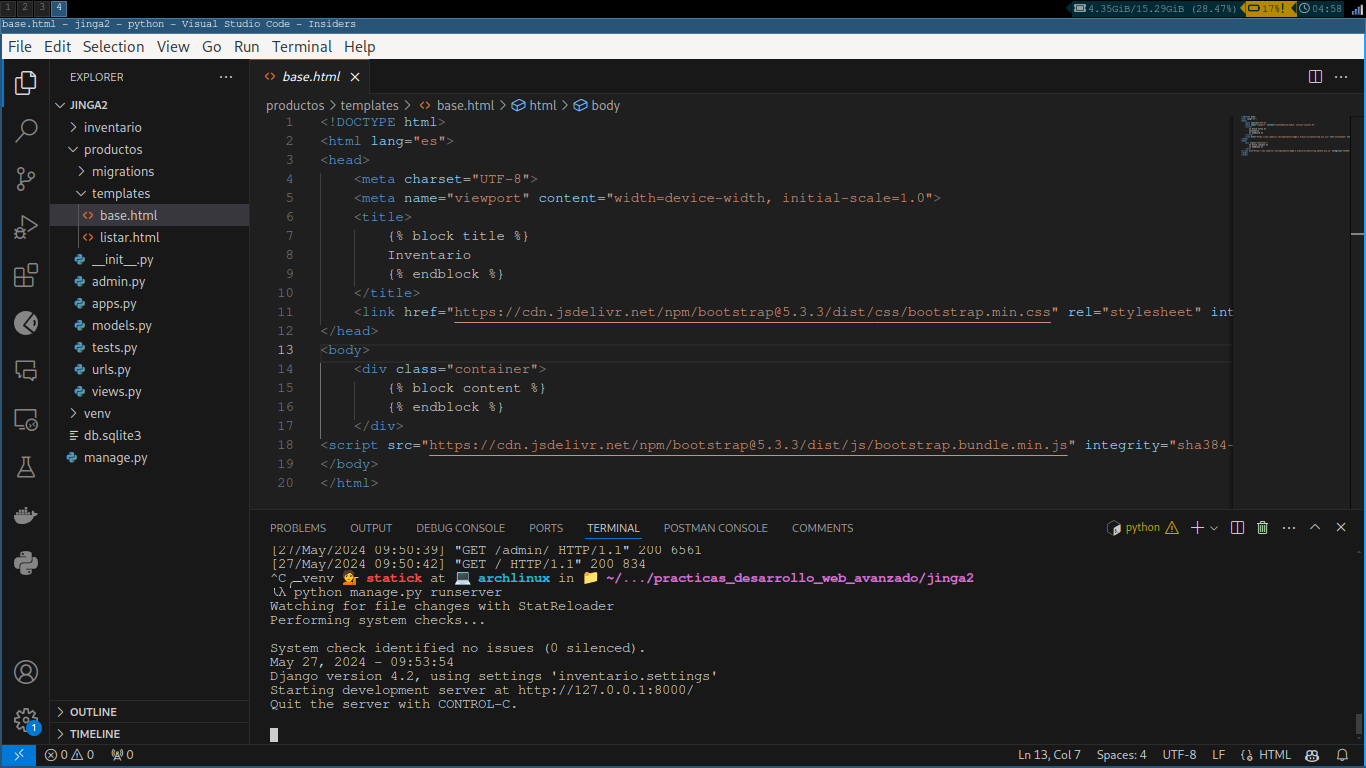 1 2 3 4 4.35GiB/15.29GiB (28.47%) 17%! 04:58
base.html - jinga2 - python - Visual Studio Code - Insiders
File Edit Selection View Go Run Terminal Help
EXPLORER
JINGA2
inventario
productos
migrations
templates
base.html
listar.html
__init__.py
admin.py
apps.py
models.py
tests.py
urls.py
views.py
venv
db.sqlite3
manage.py
OUTLINE
TIMELINE
1
base.html
productos > templates > base.html > html > body
1 <!DOCTYPE html>
2 <html lang="es">
3 <head>
4 <meta charset="UTF-8">
5 <meta name="viewport" content="width=device-width, initial-scale=1.0">
6 <title>
7 {% block title %}
8 Inventario
9 {% endblock %}
10 </title>
11 <link href="https://cdn.jsdelivr.net/npm/bootstrap@5.3.3/dist/css/bootstrap.min.css" rel="stylesheet" int
12 </head>
13 <body>
14 <div class="container">
15 {% block content %}
16 {% endblock %}
17 </div>
18 <script src="https://cdn.jsdelivr.net/npm/bootstrap@5.3.3/dist/js/bootstrap.bundle.min.js" integrity="sha384-
19 </body>
20 </html>
PROBLEMS OUTPUT DEBUG CONSOLE PORTS TERMINAL POSTMAN CONSOLE COMMENTS
python
[27/May/2024 09:50:39] "GET /admin/ HTTP/1.1" 200 6561
[27/May/2024 09:50:42] "GET / HTTP/1.1" 200 834
^C venv 💁 statick at 💻 archlinux in 📁 ~/.../practicas_desarrollo_web_avanzado/jinga2
λ python manage.py runserver
Watching for file changes with StatReloader
Performing system checks...
System check identified no issues (0 silenced).
May 27, 2024 - 09:53:54
Django version 4.2, using settings 'inventario.settings'
Starting development server at http://127.0.0.1:8000/
Quit the server with CONTROL-C.
0 0 0 Ln 13, Col 7 Spaces: 4 UTF-8 LF HTML